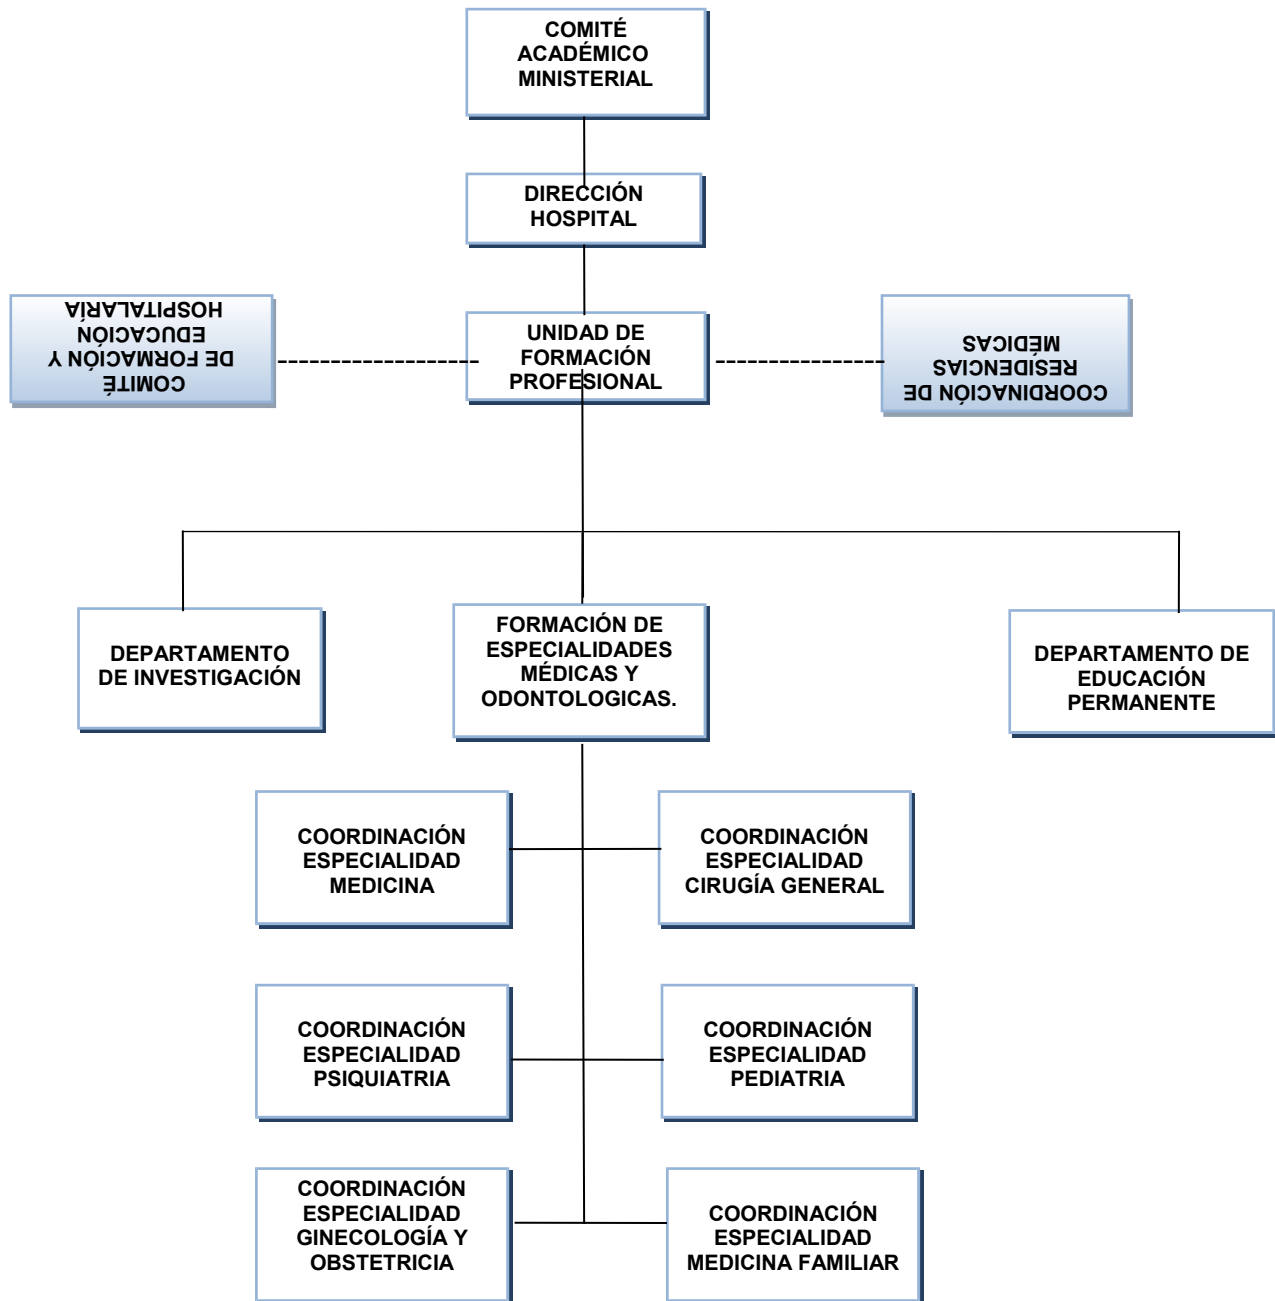 COMITÉ
ACADÉMICO
MINISTERIAL
DIRECCIÓN
HOSPITAL
COMITÉ
DE FORMACIÓN Y
EDUCACIÓN
HOSPITALARÍA
UNIDAD DE
FORMACIÓN
PROFESIONAL
COORDINACIÓN DE
RESIDENCIAS
MÉDICAS
DEPARTAMENTO
DE INVESTIGACIÓN
FORMACIÓN DE
ESPECIALIDADES
MÉDICAS Y
ODONTOLOGICAS.
DEPARTAMENTO DE
EDUCACIÓN
PERMANENTE
COORDINACIÓN
ESPECIALIDAD
MEDICINA
COORDINACIÓN
ESPECIALIDAD
CIRUGÍA GENERAL
COORDINACIÓN
ESPECIALIDAD
PSIQUIATRIA
COORDINACIÓN
ESPECIALIDAD
PEDIATRIA
COORDINACIÓN
ESPECIALIDAD
GINECOLOGÍA Y
OBSTETRICIA
COORDINACIÓN
ESPECIALIDAD
MEDICINA FAMILIAR